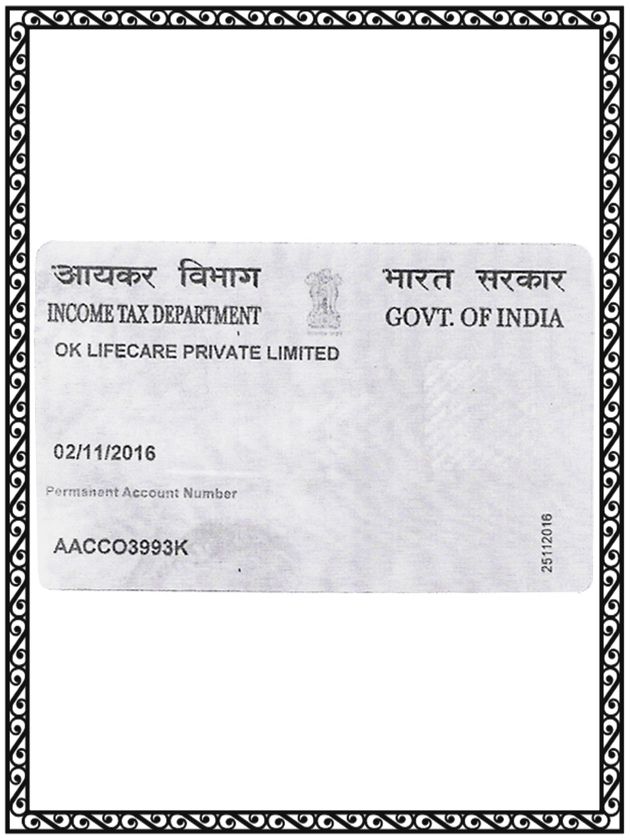 आयकर विभाग
भारत सरकार
INCOME TAX DEPARTMENT
GOVT. OF INDIA
OK LIFECARE PRIVATE LIMITED
02/11/2016
Permanent Account Number
AACCO3993K
25112016